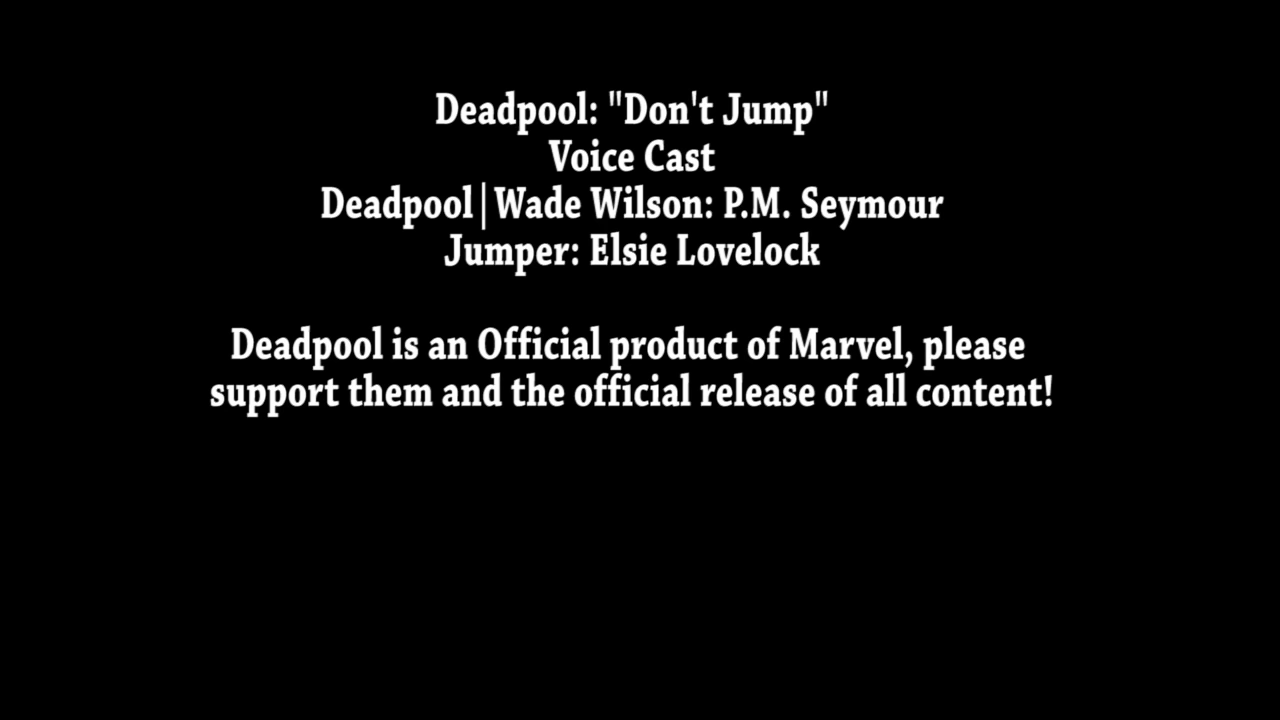 Deadpool: "Don't Jump"
Voice Cast
Deadpool|Wade Wilson: P.M. Seymour
Jumper: Elsie Lovelock
Deadpool is an Official product of Marvel, please
support them and the official release of all content!